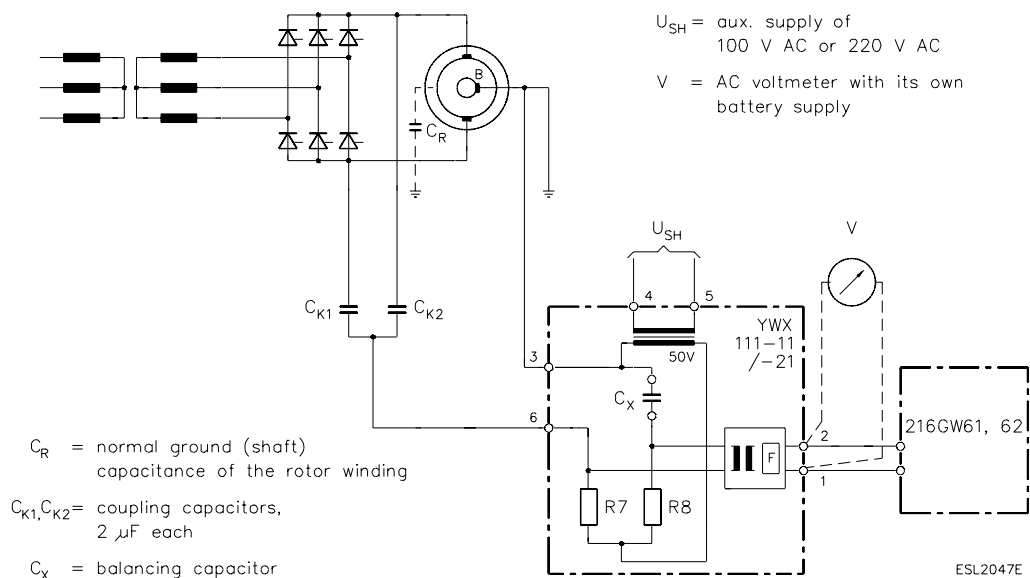 U_SH = aux. supply of
100 V AC or 220 V AC
V = AC voltmeter with its own
battery supply
B
C_R
U_SH
V
C_K1
C_K2
4
5
YWX
111-11
/-21
50V
3
C_X
6
216GW61, 62
2
F
1
R7
R8
C_R = normal ground (shaft)
capacitance of the rotor winding
C_K1,C_K2= coupling capacitors,
2 µF each
C_X = balancing capacitor
ESL2047E